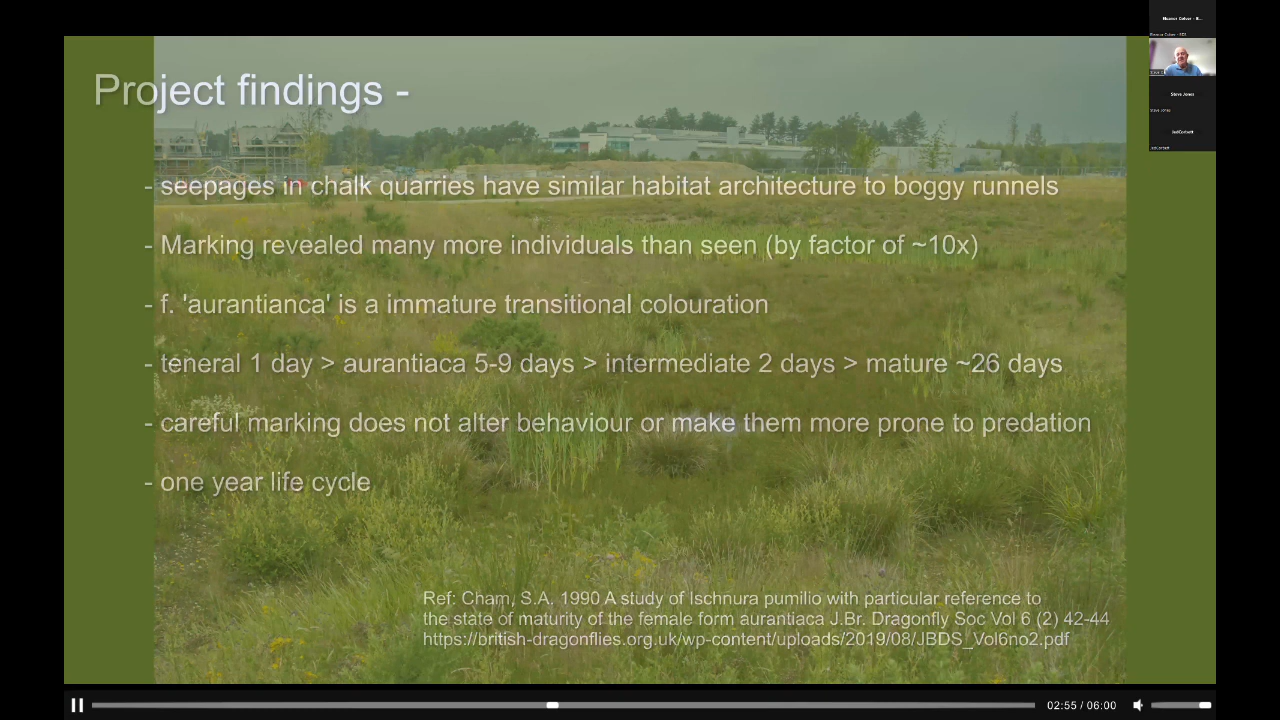 Project findings -
- seepages in chalk quarries have similar habitat architecture to boggy runnels
- Marking revealed many more individuals than seen (by factor of ~10x)
- f. 'aurantianca' is a immature transitional colouration
- teneral 1 day > aurantiaca 5-9 days > intermediate 2 days > mature ~26 days
- careful marking does not alter behaviour or make them more prone to predation
- one year life cycle
Ref: Cham, S.A. 1990 A study of Ischnura pumilio with particular reference to
the state of maturity of the female form aurantiaca J.Br. Dragonfly Soc Vol 6 (2) 42-44
https://british-dragonflies.org.uk/wp-content/uploads/2019/08/JBDS_Vol6no2.pdf
Steve Jones
Steve Jones
JadCorbett
JadCorbett
02:55 / 06:00